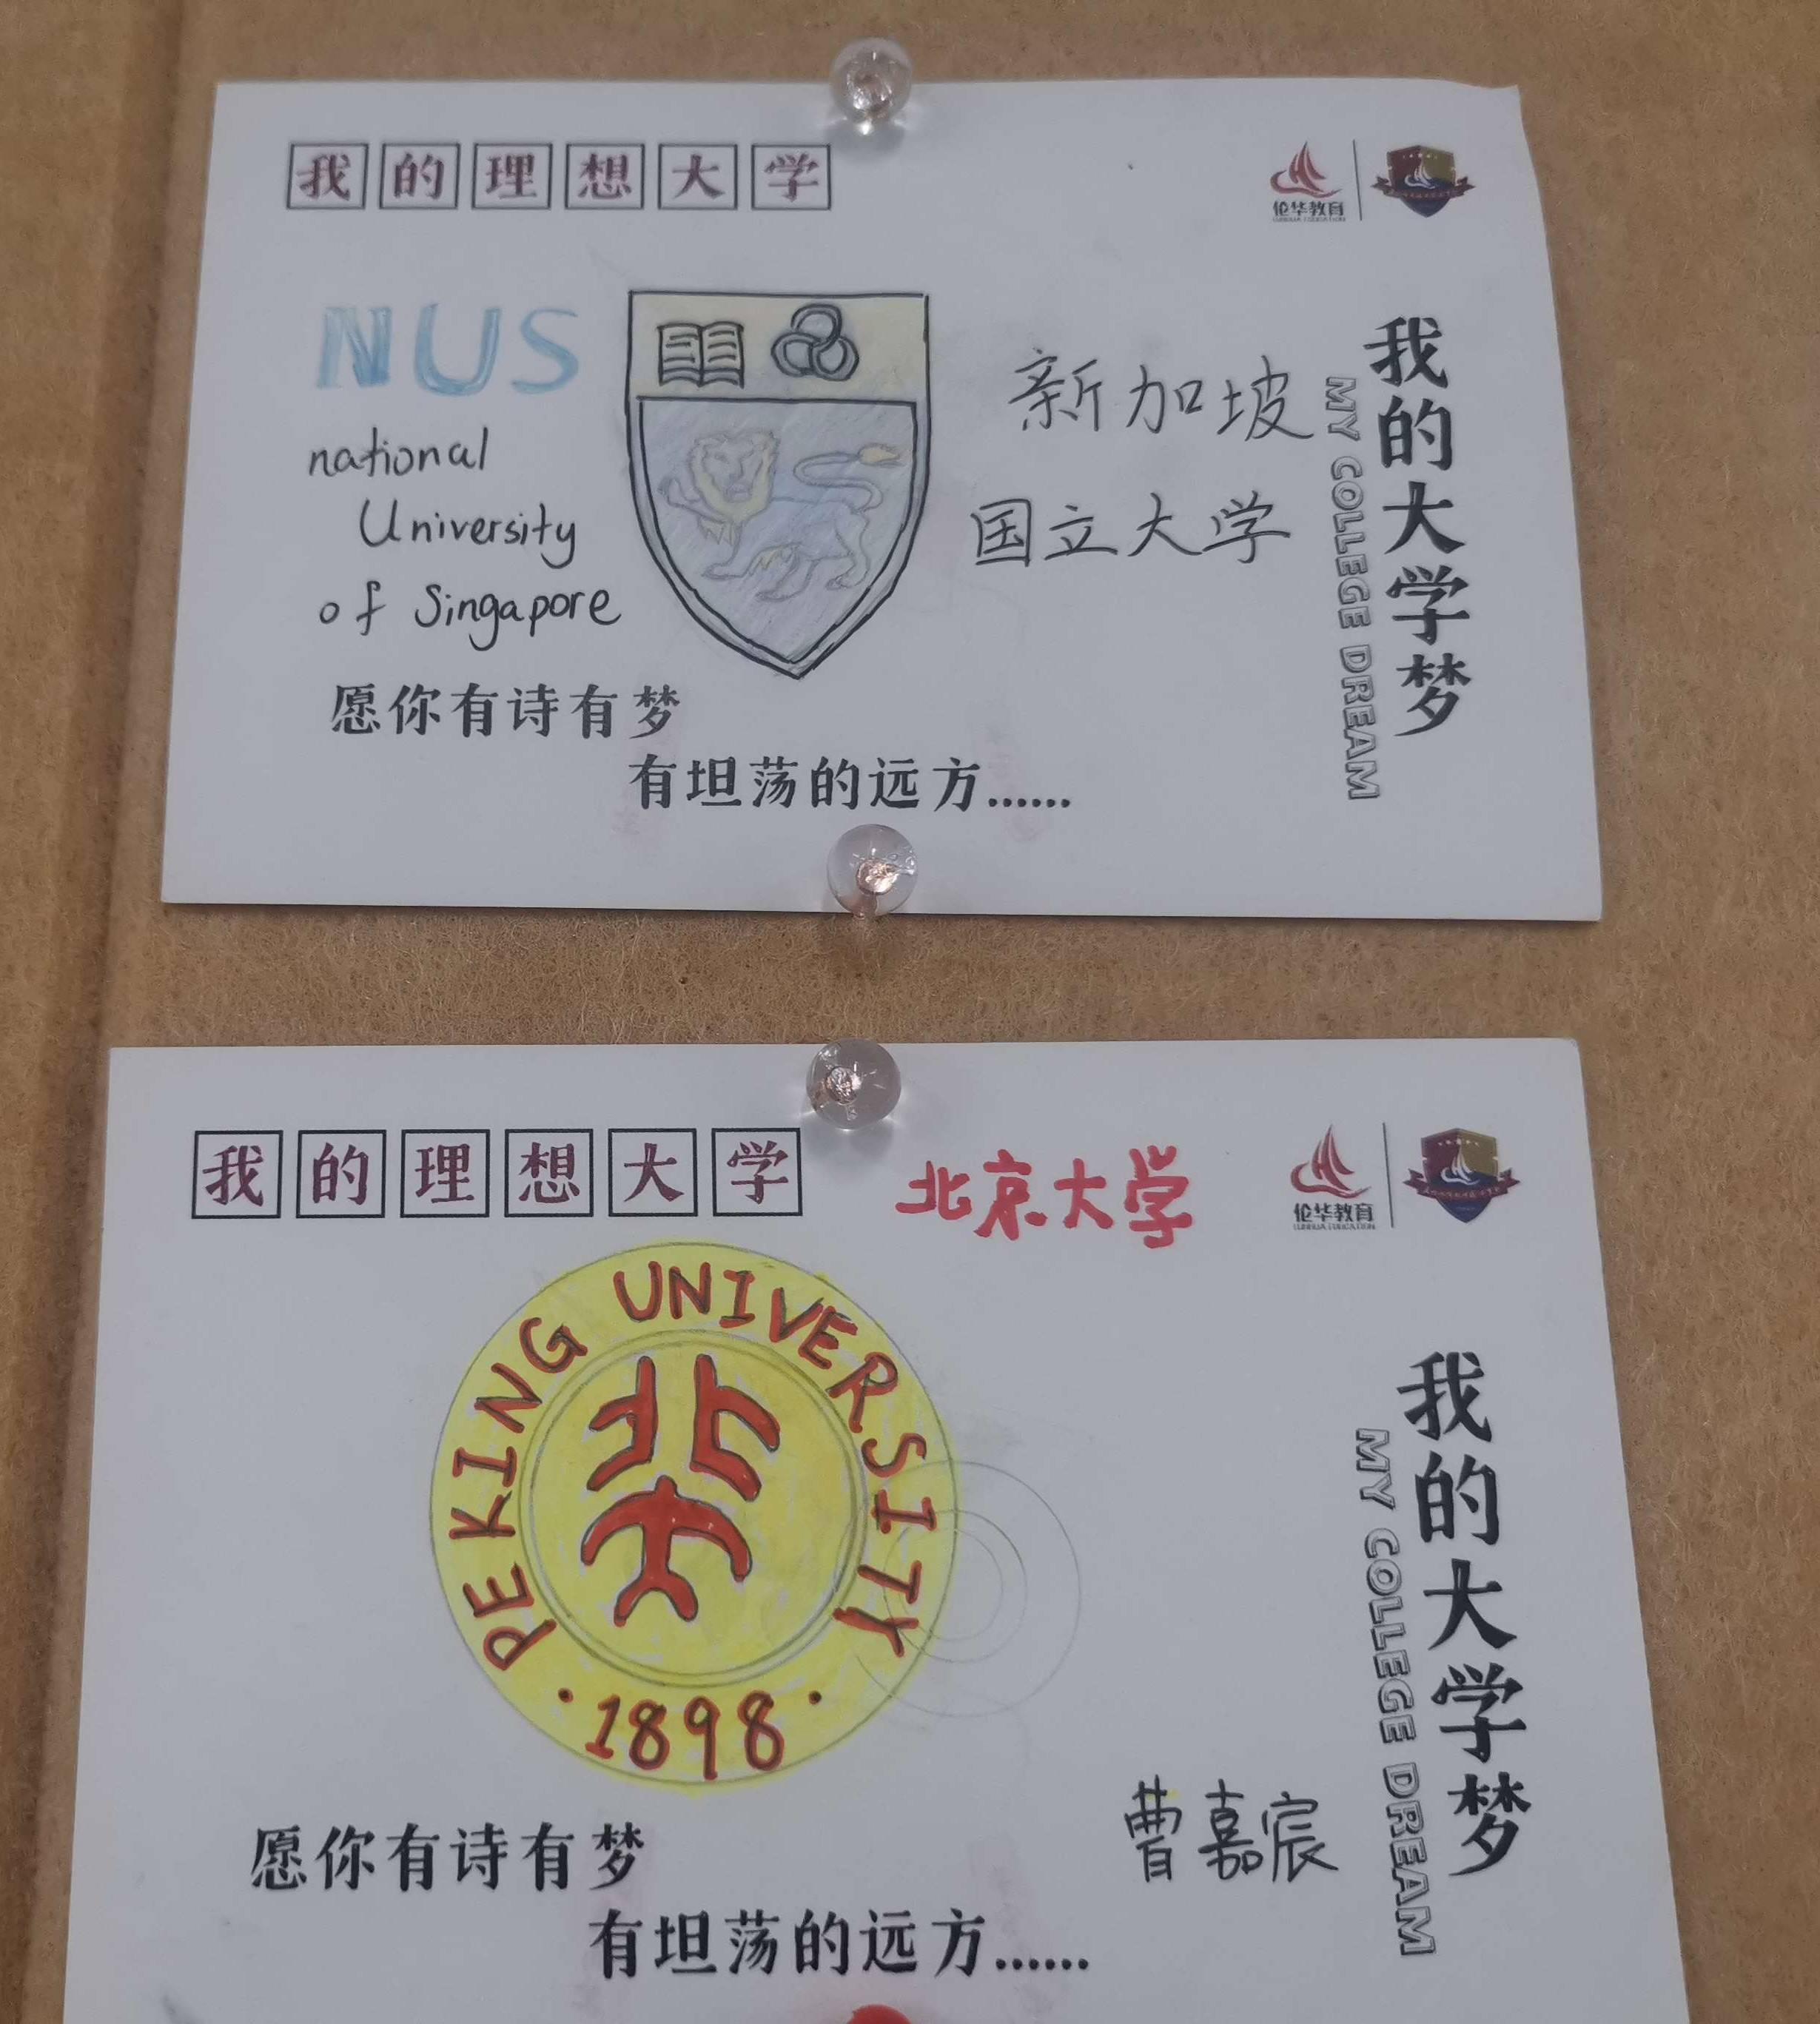 我的理想大学
伦华教育
NUS
national
University
of Singapore
新加坡
国立大学
我的大学梦
MY COLLEGE DREAM
愿你有诗有梦
有坦荡的远方......
我的理想大学
北京大学
伦华教育
LUNHUA EDUCATION
PEKING UNIVERSITY
·1898·
我的大学梦
MY COLLEGE DREAM
曹嘉宸
愿你有诗有梦
有坦荡的远方......